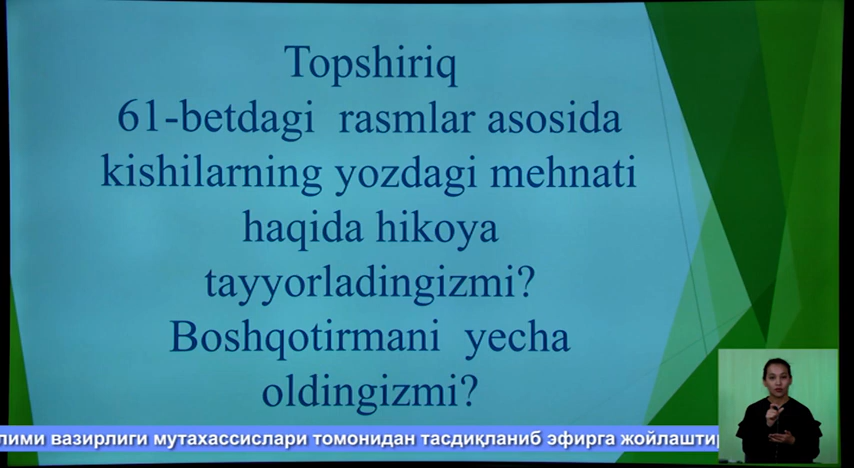 Topshiriq
61-betdagi rasmlar asosida
kishilarning yozdagi mehnati
haqida hikoya
tayyorladingizmi?
Boshqotirmani yecha
oldingizmi?
лими вазирлиги мутахассислари томонидан тасдиқланиб эфирга жойлашти